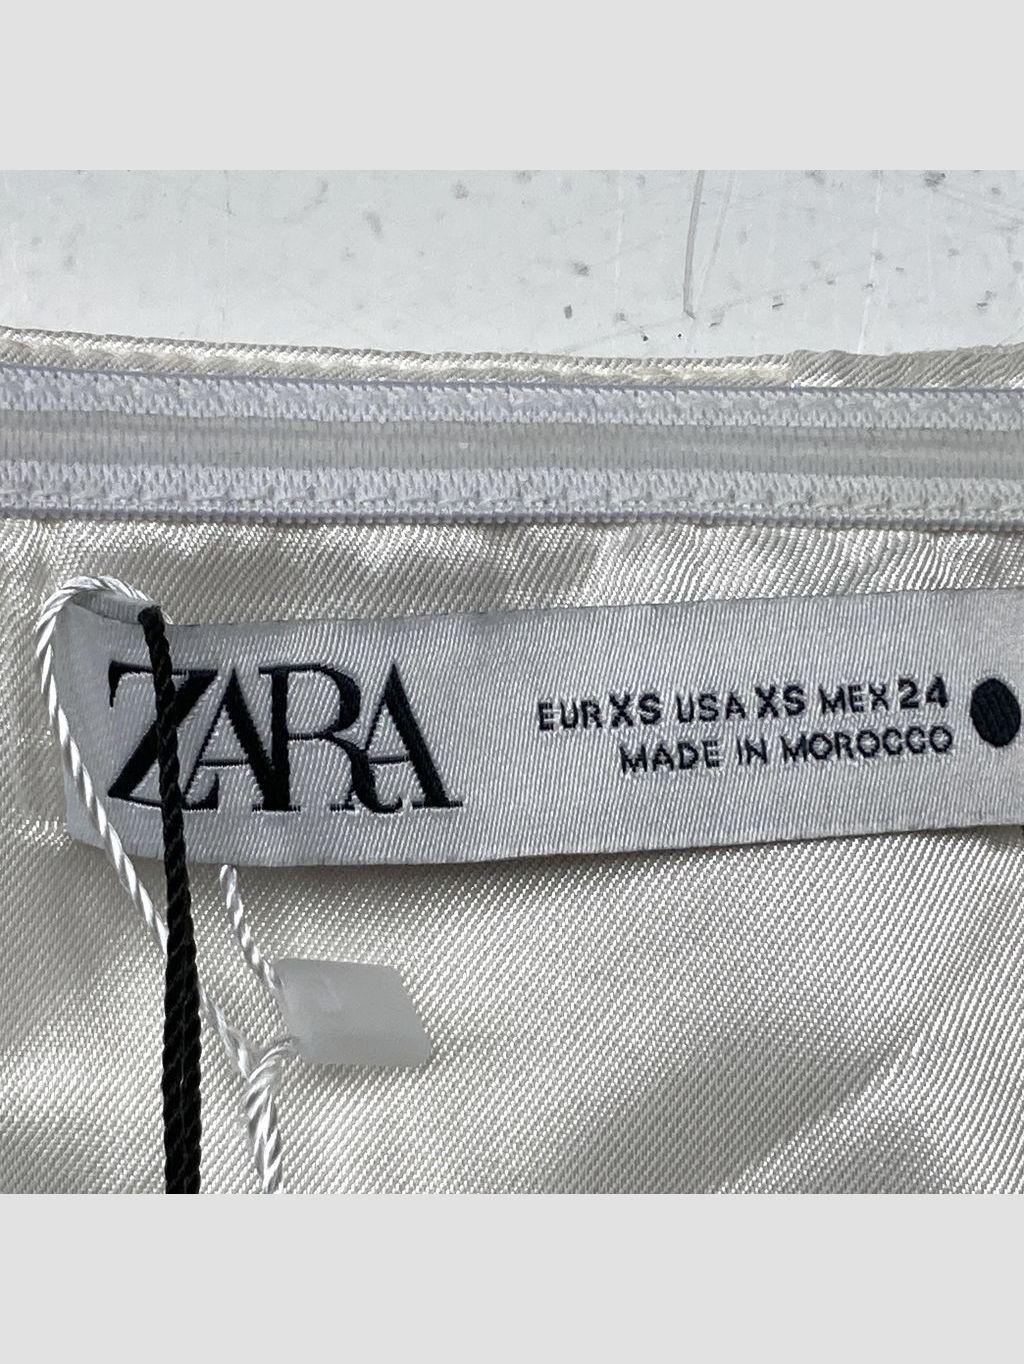 ZARA
EUR XS USA XS MEX 24
MADE IN MOROCCO